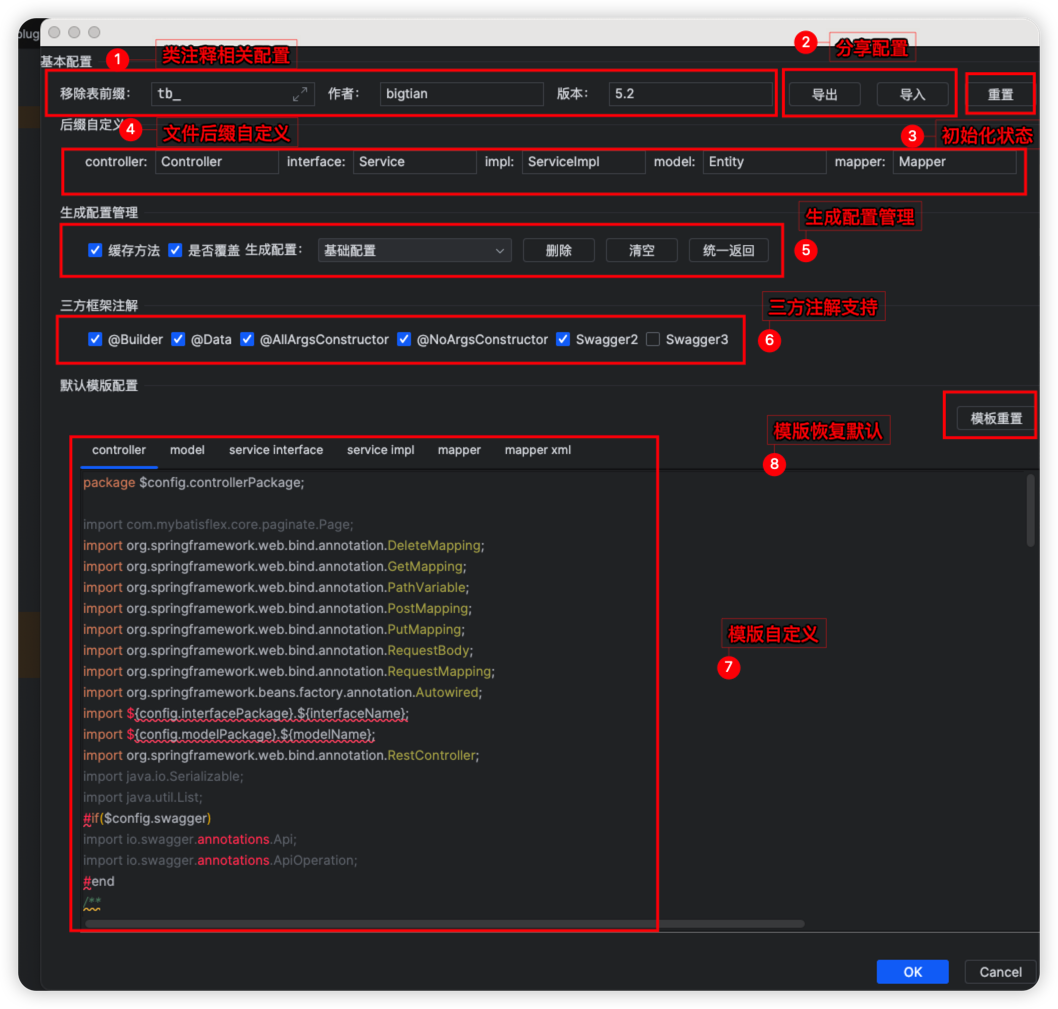 plug
基本配置
1
类注释相关配置
2
分享配置
移除表前缀：
tb_
作者：
bigtian
版本：
5.2
导出
导入
重置
后缀自定义
4
文件后缀自定义
3
初始化状态
controller:
Controller
interface:
Service
impl:
ServiceImpl
model:
Entity
mapper:
Mapper
生成配置管理
生成配置管理
5
缓存方法
是否覆盖
生成配置：
基础配置
删除
清空
统一返回
三方框架注解
三方注解支持
6
@Builder
@Data
@AllArgsConstructor
@NoArgsConstructor
Swagger2
Swagger3
默认模版配置
模板重置
模版恢复默认
8
controller
model
service interface
service impl
mapper
mapper xml
package $config.controllerPackage;
import com.mybatisflex.core.paginate.Page;
import org.springframework.web.bind.annotation.DeleteMapping;
import org.springframework.web.bind.annotation.GetMapping;
import org.springframework.web.bind.annotation.PathVariable;
import org.springframework.web.bind.annotation.PostMapping;
import org.springframework.web.bind.annotation.PutMapping;
import org.springframework.web.bind.annotation.RequestBody;
import org.springframework.web.bind.annotation.RequestMapping;
import org.springframework.beans.factory.annotation.Autowired;
import ${config.interfacePackage}.${interfaceName};
import ${config.modelPackage}.${modelName};
import org.springframework.web.bind.annotation.RestController;
import java.io.Serializable;
import java.util.List;
#if($config.swagger)
import io.swagger.annotations.Api;
import io.swagger.annotations.ApiOperation;
#end
/**
模版自定义
7
OK
Cancel